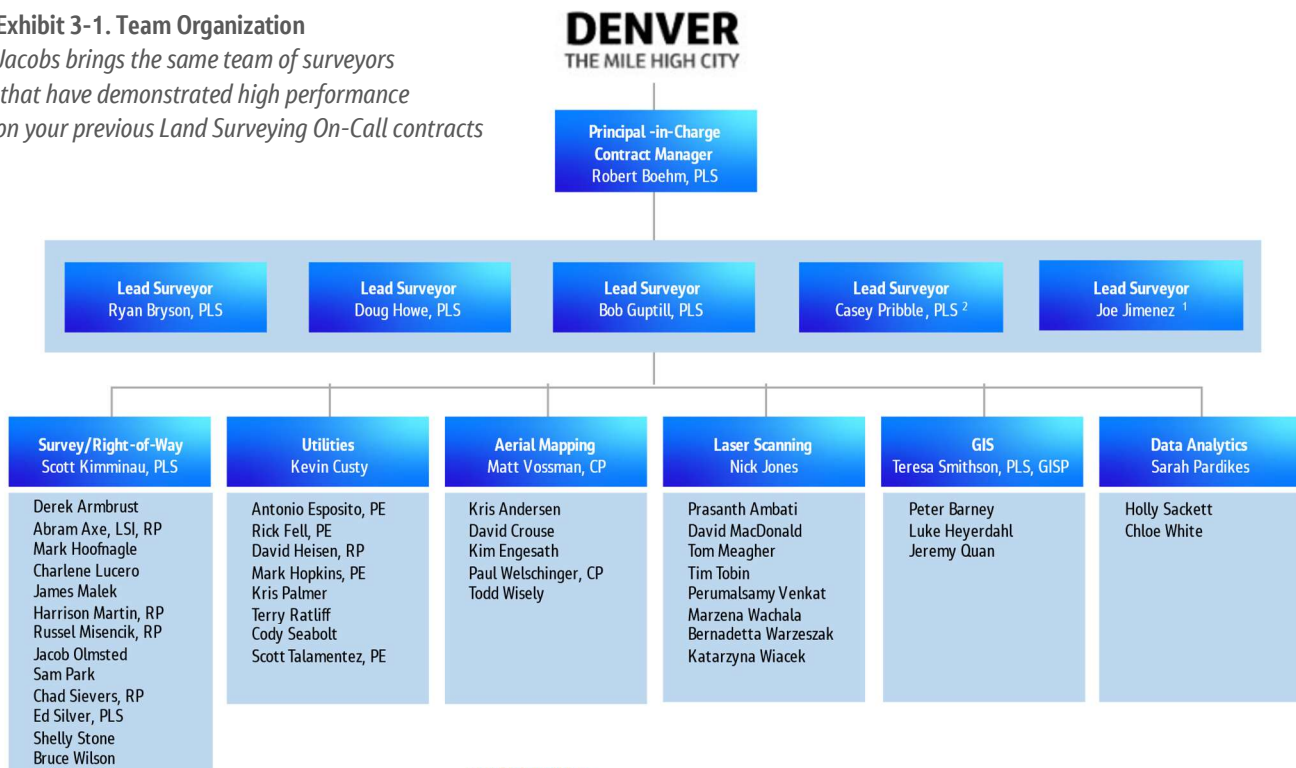 Exhibit 3-1. Team Organization
Jacobs brings the same team of surveyors
that have demonstrated high performance
on your previous Land Surveying On-Call contracts
DENVER
THE MILE HIGH CITY
Principal -in-Charge
Contract Manager
Robert Boehm, PLS
Lead Surveyor
Ryan Bryson, PLS
Lead Surveyor
Doug Howe, PLS
Lead Surveyor
Bob Guptill, PLS
Lead Surveyor
Casey Pribble, PLS 2
Lead Surveyor
Joe Jimenez 1
Survey/Right-of-Way
Scott Kimminau, PLS
Derek Armbrust
Abram Axe, LSI, RP
Mark Hoofnagle
Charlene Lucero
James Malek
Harrison Martin, RP
Russel Misencik, RP
Jacob Olmsted
Sam Park
Chad Sievers, RP
Ed Silver, PLS
Shelly Stone
Bruce Wilson
Utilities
Kevin Custy
Antonio Esposito, PE
Rick Fell, PE
David Heisen, RP
Mark Hopkins, PE
Kris Palmer
Terry Ratliff
Cody Seabolt
Scott Talamentez, PE
Aerial Mapping
Matt Vossman, CP
Kris Andersen
David Crouse
Kim Engesath
Paul Welschinger, CP
Todd Wisely
Laser Scanning
Nick Jones
Prasanth Ambati
David MacDonald
Tom Meagher
Tim Tobin
Perumalsamy Venkat
Marzena Wachala
Bernadetta Warzeszak
Katarzyna Wiacek
GIS
Teresa Smithson, PLS, GISP
Peter Barney
Luke Heyerdahl
Jeremy Quan
Data Analytics
Sarah Pardikes
Holly Sackett
Chloe White